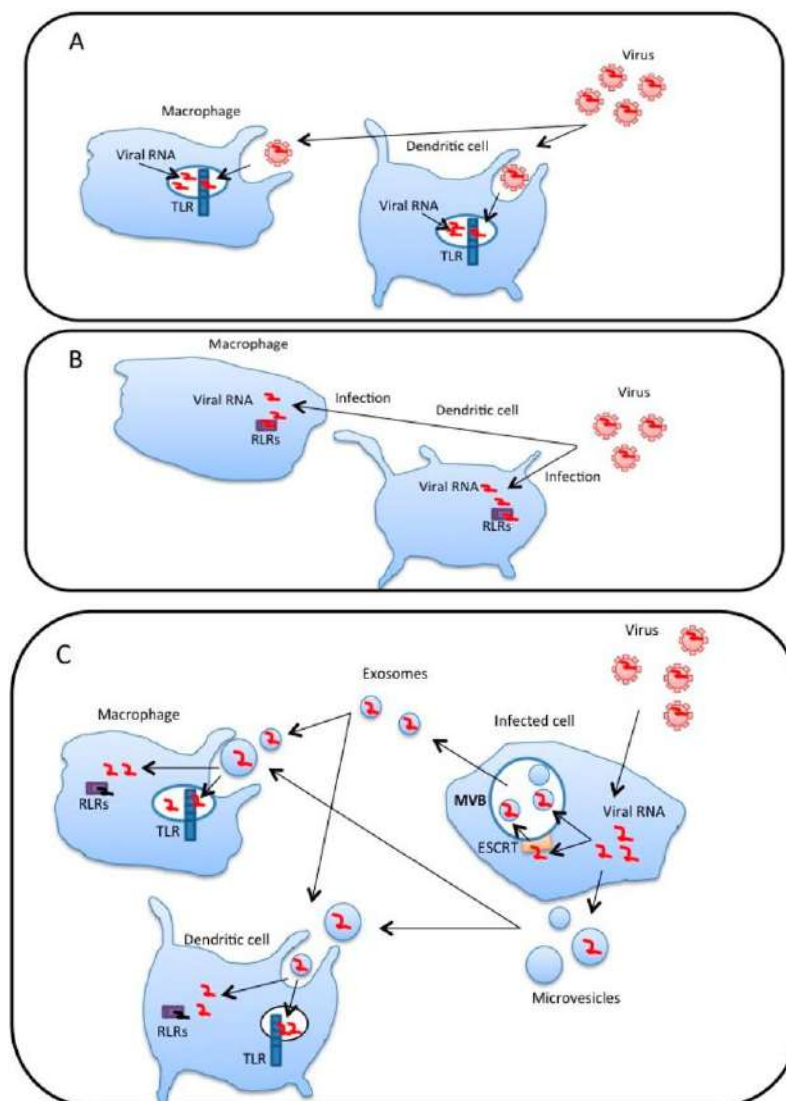 A
Virus
Macrophage
Dendritic cell
Viral RNA
TLR
Viral RNA
TLR
B
Macrophage
Virus
Viral RNA
Infection
Dendritic cell
RLRs
Viral RNA
Infection
RLRs
C
Virus
Exosomes
Macrophage
Infected cell
MVB
RLRs
Viral RNA
TLR
ESCRT
Dendritic cell
Microvesicles
RLRs
TLR